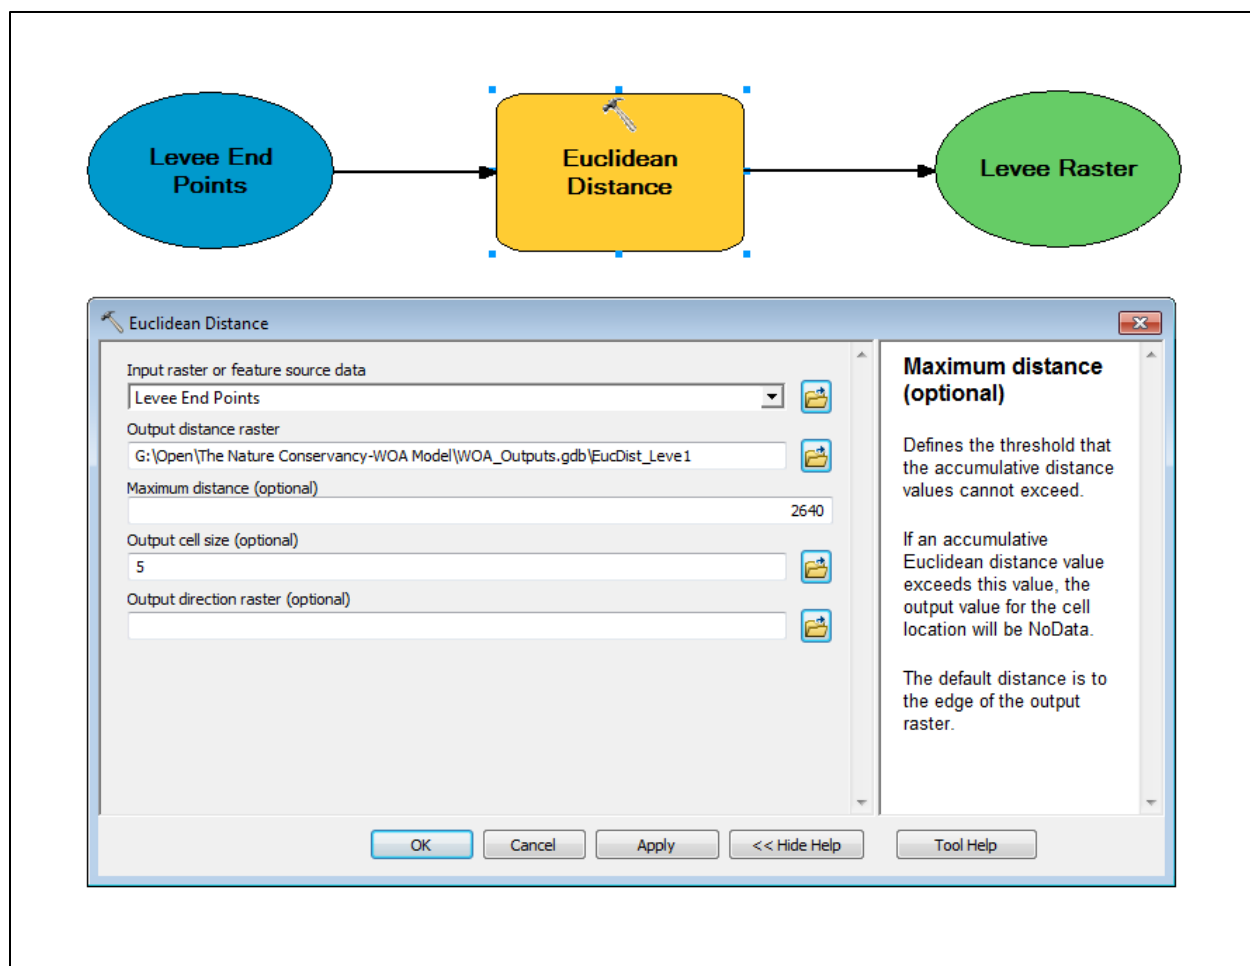 Levee End
Points
Euclidean
Distance
Levee Raster
Euclidean Distance
Input raster or feature source data
Levee End Points
Output distance raster
G:\Open\The Nature Conservancy-WOA Model\WOA_Outputs.gdb\EucDist_Leve1
Maximum distance (optional)
2640
Output cell size (optional)
5
Output direction raster (optional)
Maximum distance
(optional)
Defines the threshold that
the accumulative distance
values cannot exceed.
If an accumulative
Euclidean distance value
exceeds this value, the
output value for the cell
location will be NoData.
The default distance is to
the edge of the output
raster.
OK
Cancel
Apply
<< Hide Help
Tool Help